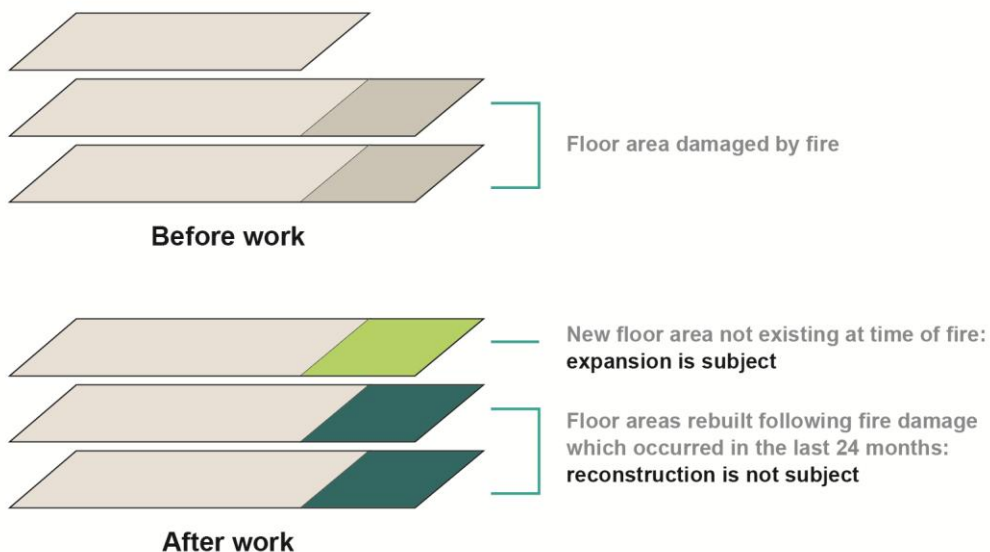 Floor area damaged by fire
Before work
New floor area not existing at time of fire:
expansion is subject
Floor areas rebuilt following fire damage
which occurred in the last 24 months:
reconstruction is not subject
After work